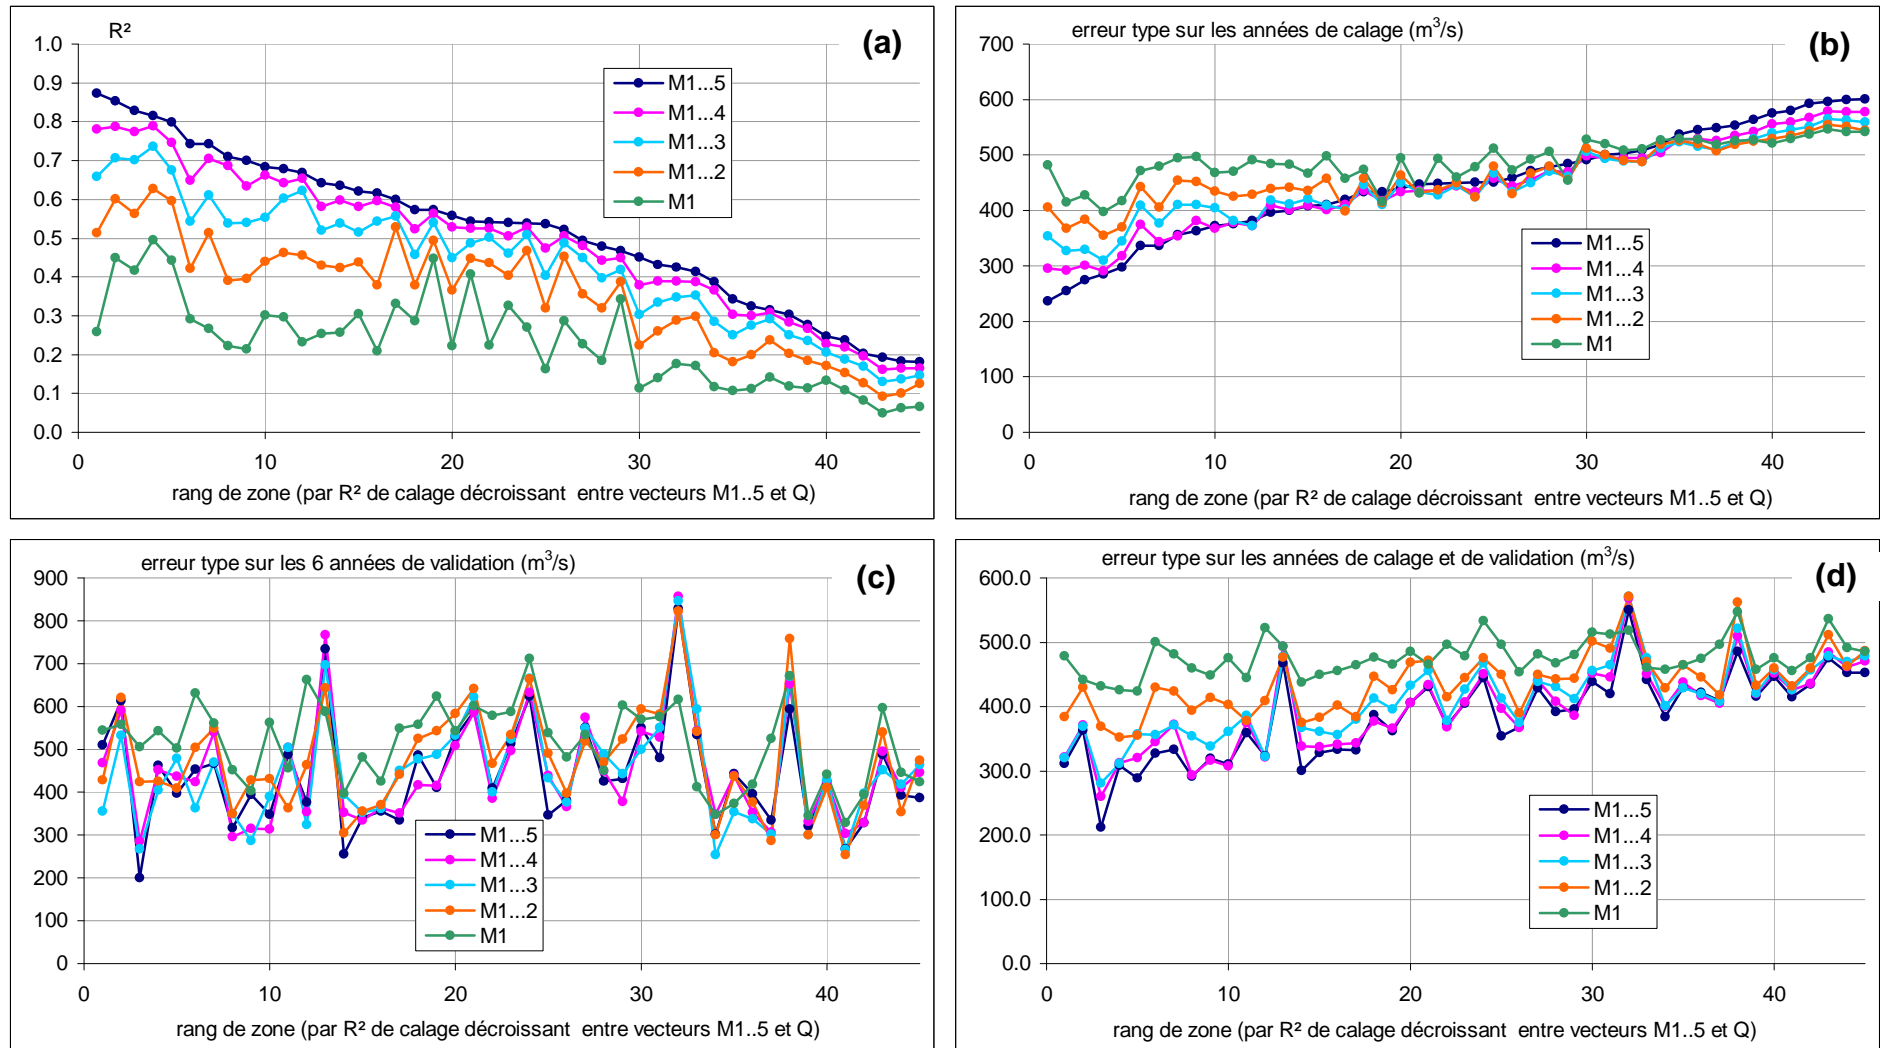 R²
(a)
1.0
0.9
0.8
0.7
0.6
0.5
0.4
0.3
0.2
0.1
0.0
0 10 20 30 40
M1...5
M1...4
M1...3
M1...2
M1
rang de zone (par R² de calage décroissant entre vecteurs M1..5 et Q)
erreur type sur les années de calage (m³/s)
(b)
700
600
500
400
300
200
100
0
0 10 20 30 40
M1...5
M1...4
M1...3
M1...2
M1
rang de zone (par R² de calage décroissant entre vecteurs M1..5 et Q)
erreur type sur les 6 années de validation (m³/s)
(c)
900
800
700
600
500
400
300
200
100
0
0 10 20 30 40
M1...5
M1...4
M1...3
M1...2
M1
rang de zone (par R² de calage décroissant entre vecteurs M1..5 et Q)
erreur type sur les années de calage et de validation (m³/s)
(d)
600.0
500.0
400.0
300.0
200.0
100.0
0.0
0 10 20 30 40
M1...5
M1...4
M1...3
M1...2
M1
rang de zone (par R² de calage décroissant entre vecteurs M1..5 et Q)